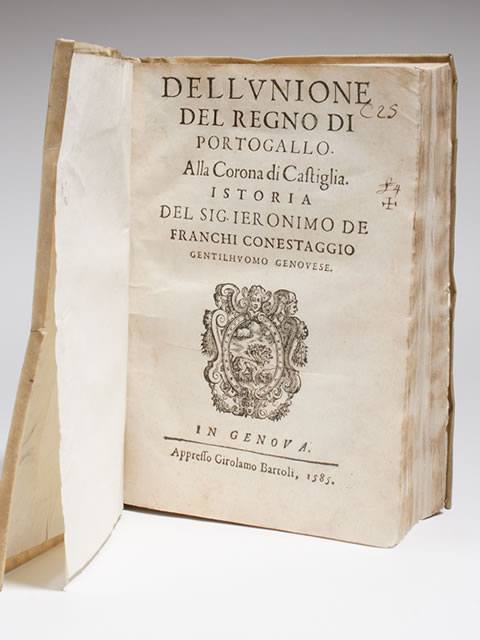 DELL'VNIONE
DEL REGNO DI
PORTOGALLO.
Alla Corona di Caſtiglia.
ISTORIA
DEL SIG. IERONIMO DE
FRANCHI CONESTAGGIO
GENTILHVOMO GENOVESE.
IN GENOVA.
Appreſſo Girolamo Bartoli, 1585.
C25